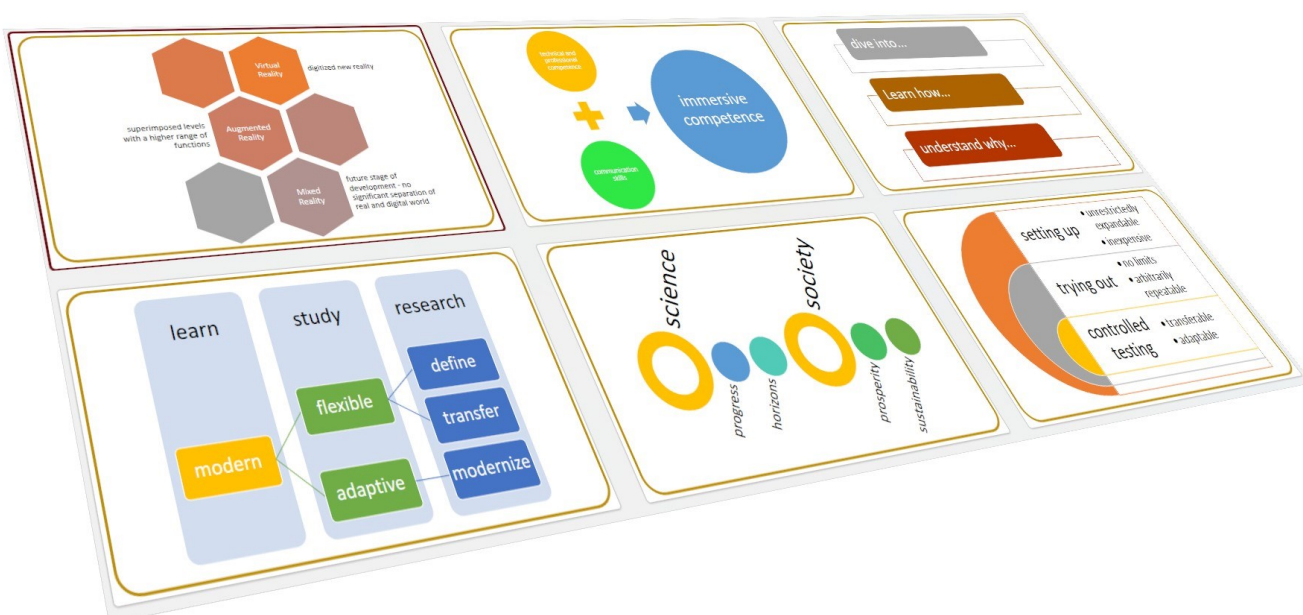 Virtual
Reality
digitized new reality
superimposed levels
with a higher range of
functions
Augmented
Reality
Mixed
Reality
future stage of
development - no
significant separation of
real and digital world
technical and
professional
competence
immersive
competence
communication
skills
dive into...
Learn how...
understand why...
learn
study
research
modern
flexible
adaptive
define
transfer
modernize
science
progress
horizons
society
prosperity
sustainability
setting up
• unrestrictedly
expandable
• inexpensive
trying out
• no limits
• arbitrarily
repeatable
controlled
testing
• transferable
• adaptable